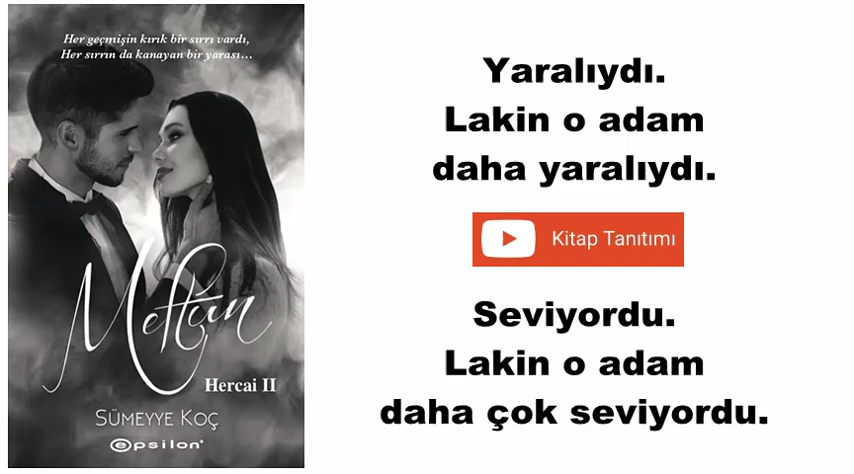 Her geçmişin kırık bir sırrı vardı,
Her sırrın da kanayan bir yarası...
Meftun
Hercai II
SÜMEYYE KOÇ
epsilon
Yaralıydı.
Lakin o adam
daha yaralıydı.
Kitap Tanıtımı
Seviyordu.
Lakin o adam
daha çok seviyordu.